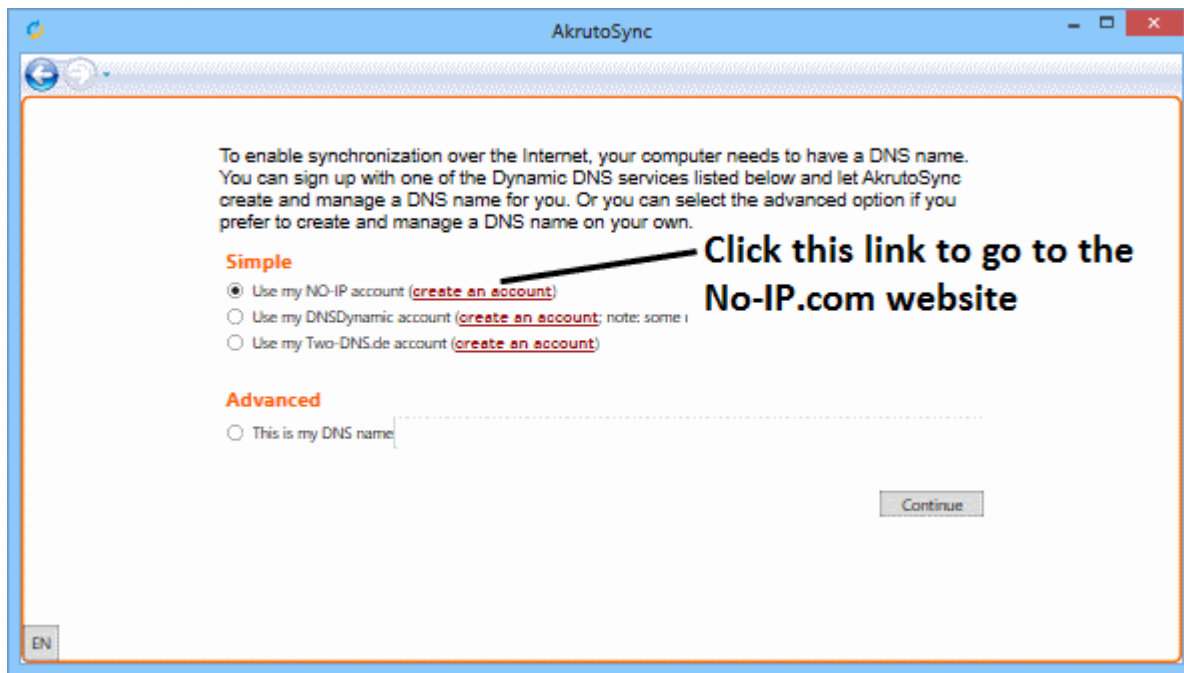 AkrutoSync
To enable synchronization over the Internet, your computer needs to have a DNS name.
You can sign up with one of the Dynamic DNS services listed below and let AkrutoSync
create and manage a DNS name for you. Or you can select the advanced option if you
prefer to create and manage a DNS name on your own.
Click this link to go to the
No-IP.com website
Simple
Use my NO-IP account (create an account)
Use my DNSDynamic account (create an account; note: some
Use my Two-DNS.de account (create an account)
Advanced
This is my DNS name
Continue
EN